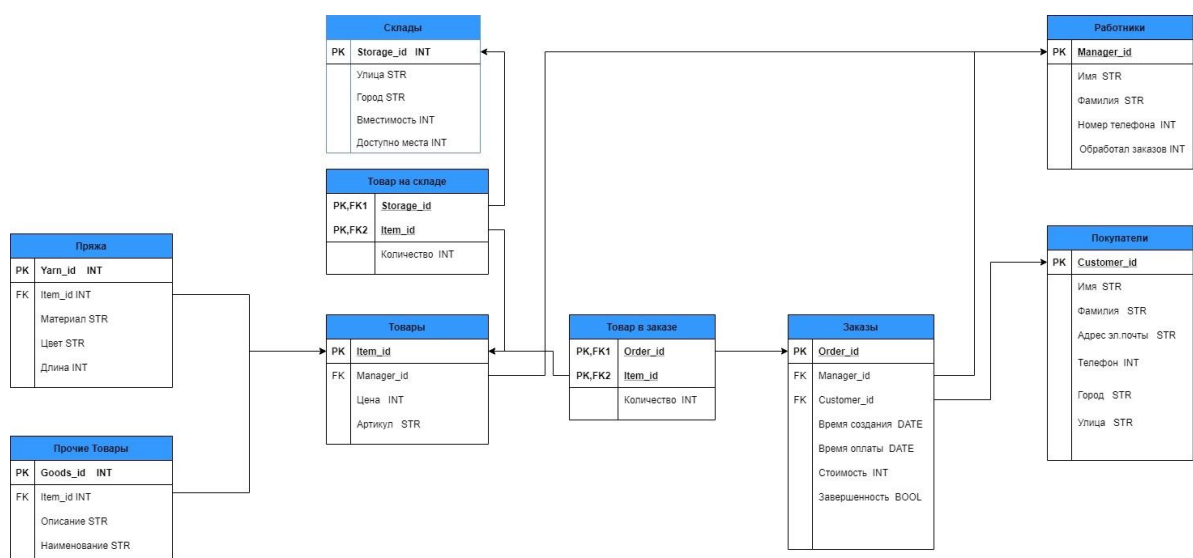 Склады
PK Storage_id INT
Улица STR
Город STR
Вместимость INT
Доступно места INT
Работники
PK Manager_id
Имя STR
Фамилия STR
Номер телефона INT
Обработал заказов INT
Товар на складе
PK,FK1 Storage_id
PK,FK2 Item_id
Количество INT
Пряжа
PK Yarn_id INT
FK Item_id INT
Материал STR
Цвет STR
Длина INT
Покупатели
PK Customer_id
Имя STR
Фамилия STR
Адрес эл.почты STR
Телефон INT
Город STR
Улица STR
Товары
PK Item_id
FK Manager_id
Цена INT
Артикул STR
Товар в заказе
PK,FK1 Order_id
PK,FK2 Item_id
Количество INT
Заказы
PK Order_id
FK Manager_id
FK Customer_id
Время создания DATE
Время оплаты DATE
Стоимость INT
Завершенность BOOL
Прочие Товары
PK Goods_id INT
FK Item_id INT
Описание STR
Наименование STR